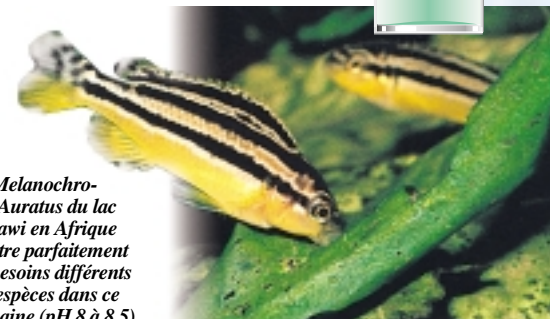 Melanochro-
Auratus du lac
awi en Afrique
tre parfaitement
esoins différents
espèces dans ce
aine (pH 8 à 8,5)